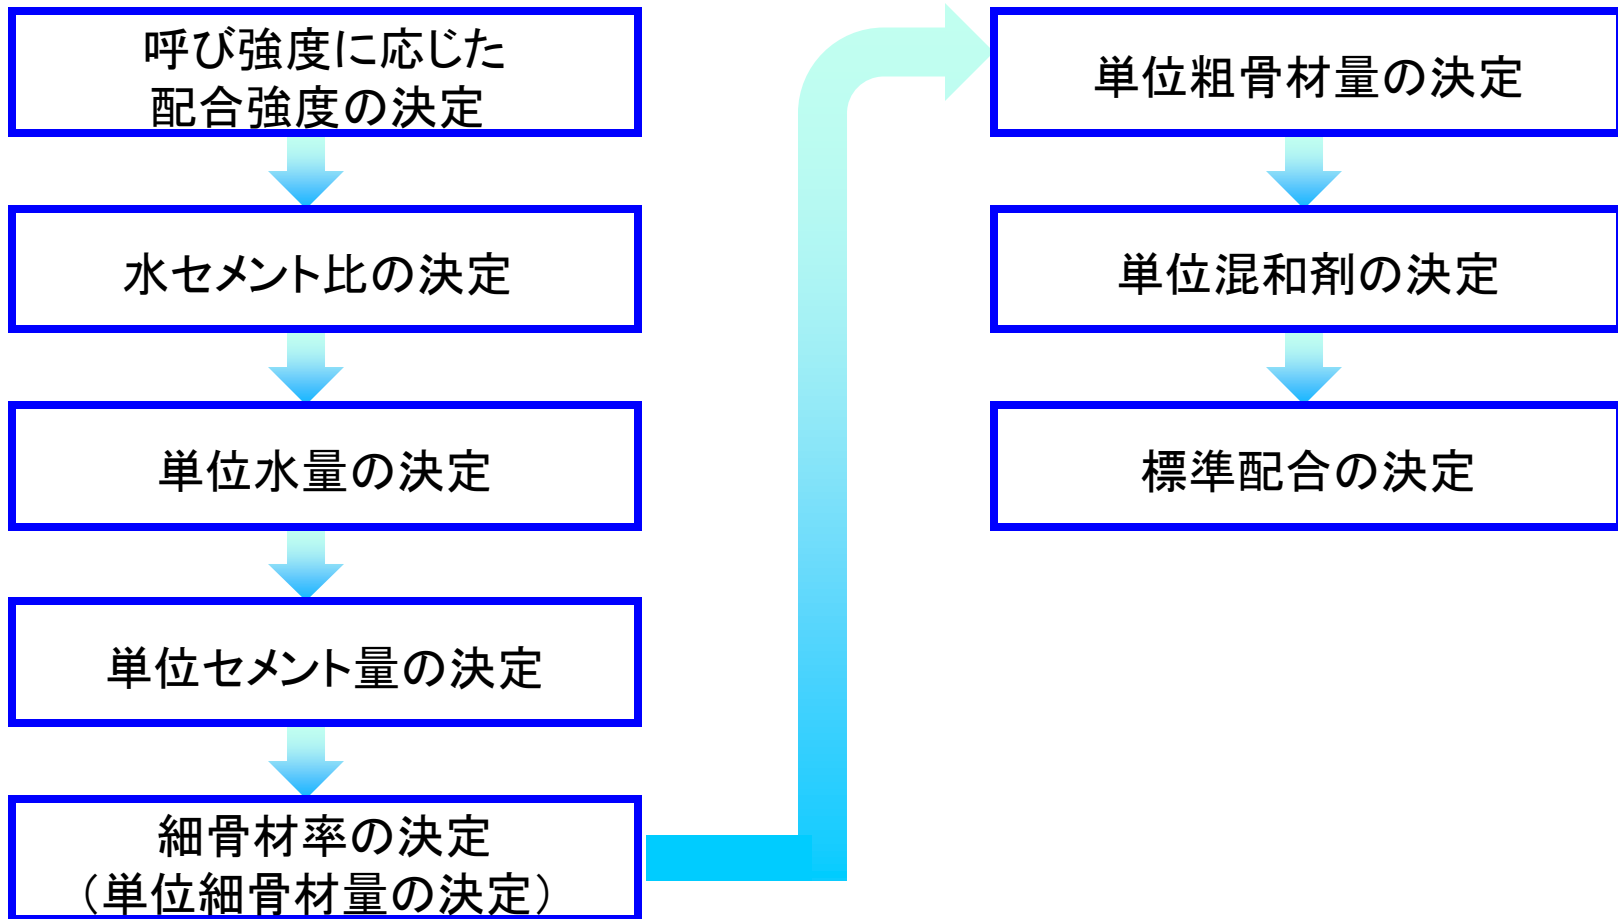 呼び強度に応じた
配合強度の決定
水セメント比の決定
単位水量の決定
単位セメント量の決定
細骨材率の決定
（単位細骨材量の決定）
単位粗骨材量の決定
単位混和剤の決定
標準配合の決定